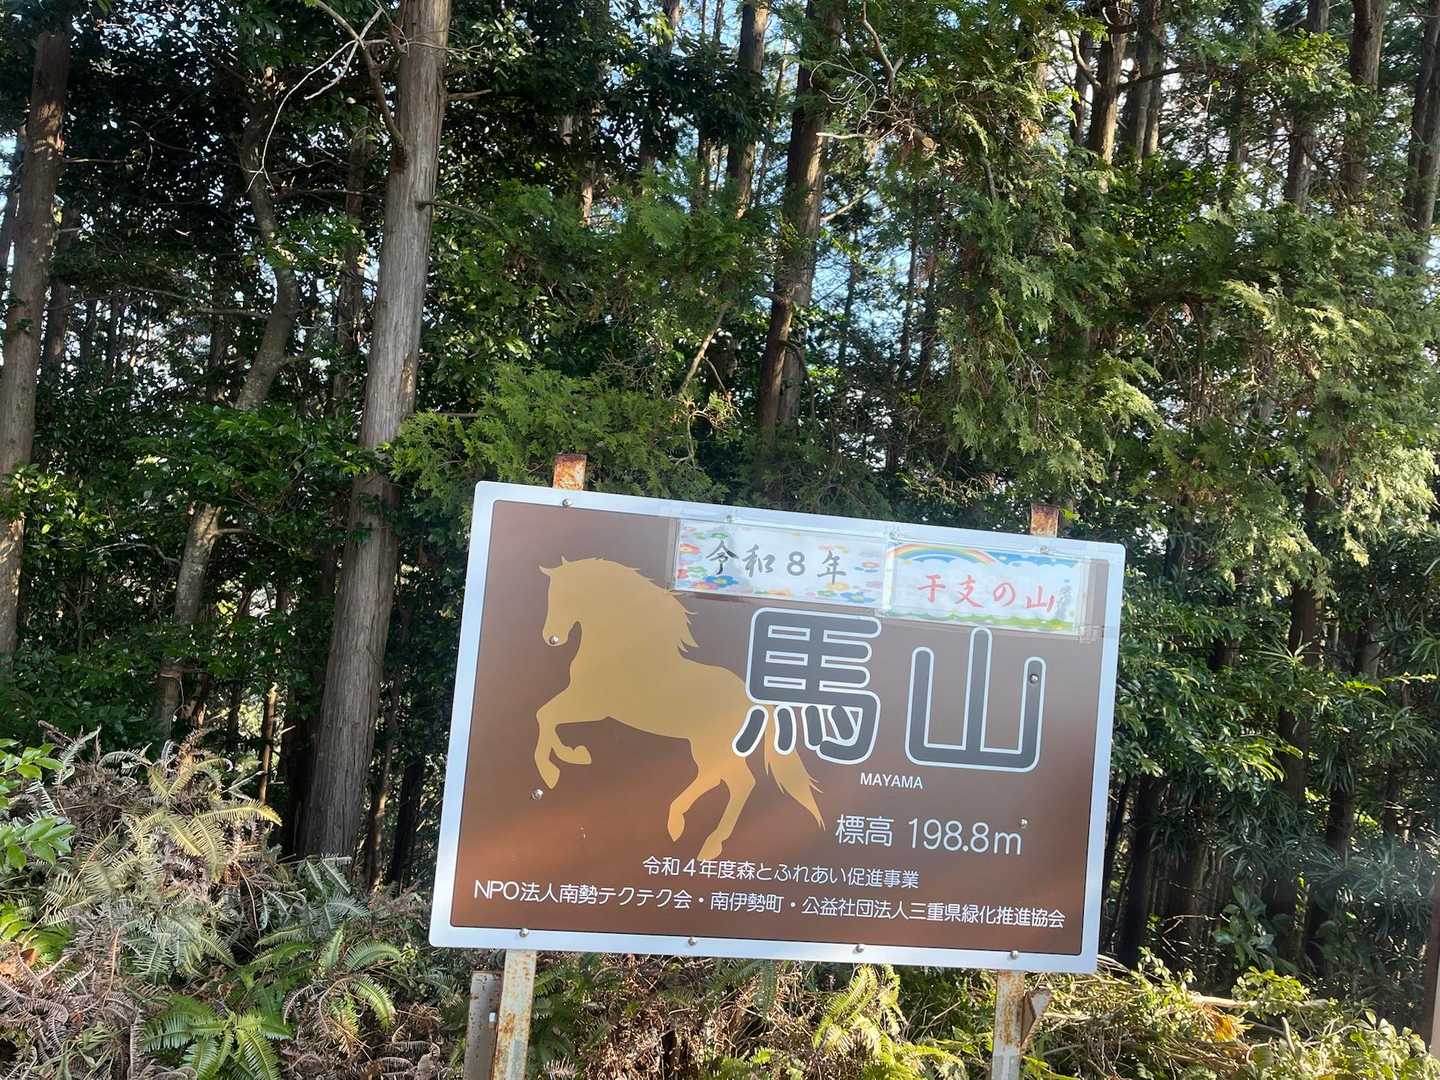 令和8年
干支の山
馬山
MAYAMA
標高 198.8m
令和4年度森とふれあい促進事業
NPO法人南勢テクテク会・南伊勢町・公益社団法人三重県緑化推進協会